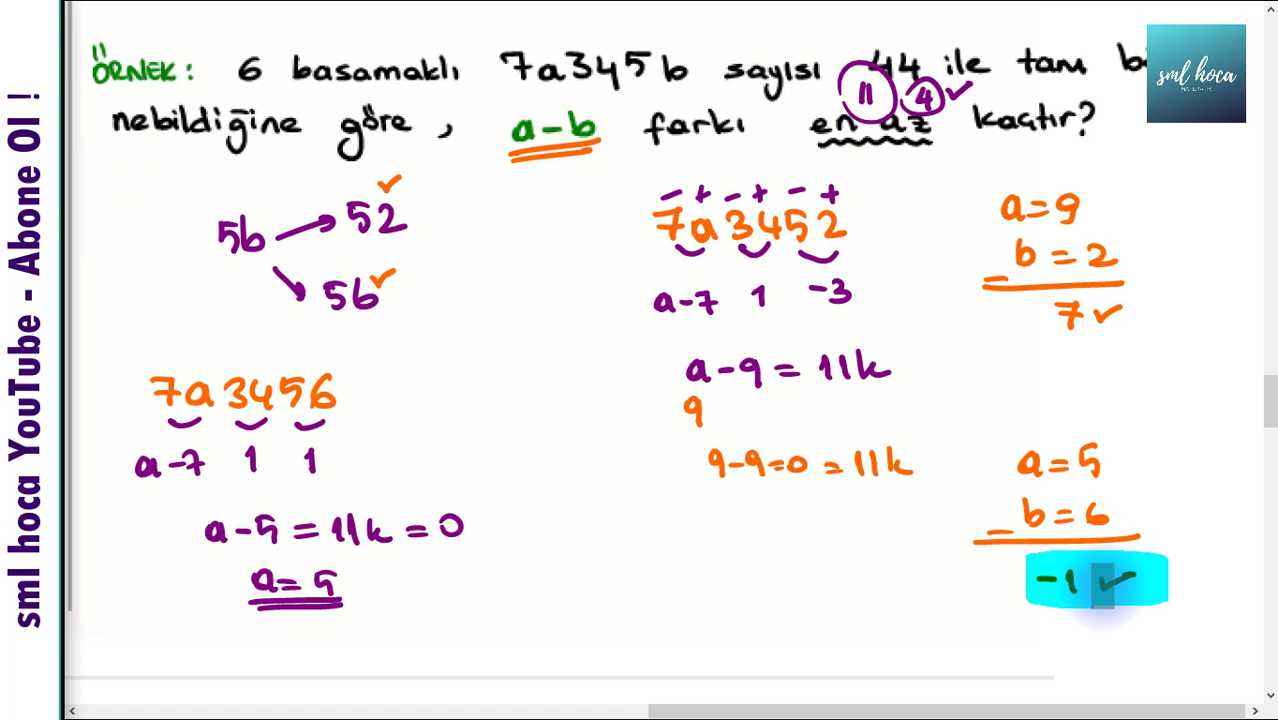 ÖRNEK: 6 basamaklı 7a345b sayısı 44 ile tam bi
nebildiğine göre, a-b farkı en az kaçtır?
11 4 ✓
sml hoca
sml hoca YouTube - Abone Ol !
5b → 52 ✓
→ 56 ✓
- + - + - +
7a3452
a-7 1 -3
a-9 = 11k
9
9-9=0 = 11k
a=9
_ b = 2
7 ✓
7a3456
a-7 1 1
a-5 = 11k = 0
a= 5
a=5
_ b=6
-1 ✓